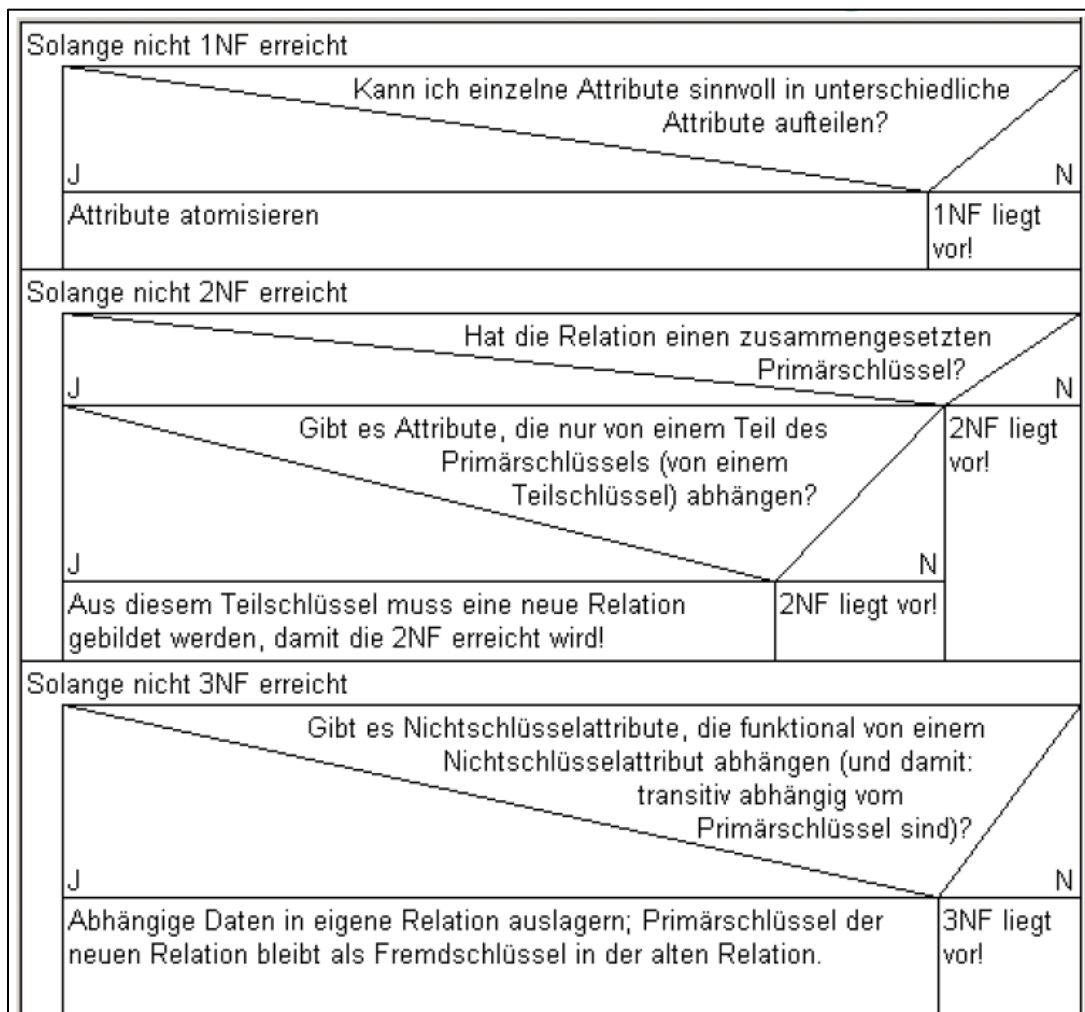 Solange nicht 1NF erreicht
Kann ich einzelne Attribute sinnvoll in unterschiedliche
Attribute aufteilen?
J
N
Attribute atomisieren
1NF liegt
vor!
Solange nicht 2NF erreicht
Hat die Relation einen zusammengesetzten
Primärschlüssel?
J
N
Gibt es Attribute, die nur von einem Teil des
Primärschlüssels (von einem
Teilschlüssel) abhängen?
J
N
2NF liegt
vor!
Aus diesem Teilschlüssel muss eine neue Relation
gebildet werden, damit die 2NF erreicht wird!
2NF liegt vor!
Solange nicht 3NF erreicht
Gibt es Nichtschlüsselattribute, die funktional von einem
Nichtschlüsselattribut abhängen (und damit:
transitiv abhängig vom
Primärschlüssel sind)?
J
N
Abhängige Daten in eigene Relation auslagern; Primärschlüssel der
neuen Relation bleibt als Fremdschlüssel in der alten Relation.
3NF liegt
vor!